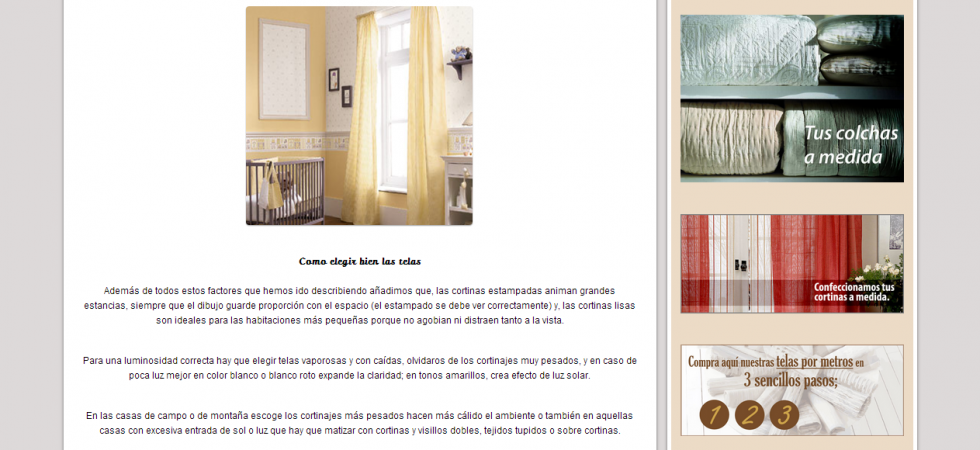 Como elegir bien las telas
Además de todos estos factores que hemos ido describiendo añadimos que, las cortinas estampadas animan grandes
estancias, siempre que el dibujo guarde proporción con el espacio (el estampado se debe ver correctamente) y, las cortinas lisas
son ideales para las habitaciones más pequeñas porque no agobian ni distraen tanto a la vista.
Para una luminosidad correcta hay que elegir telas vaporosas y con caídas, olvidaros de los cortinajes muy pesados, y en caso de
poca luz mejor en color blanco o blanco roto expande la claridad; en tonos amarillos, crea efecto de luz solar.
En las casas de campo o de montaña escoge los cortinajes más pesados hacen más cálido el ambiente o también en aquellas
casas con excesiva entrada de sol o luz que hay que matizar con cortinas y visillos dobles, tejidos tupidos o sobre cortinas.
Tus colchas
a medida
Confeccionamos tus
cortinas a medida.
Compra aquí nuestras telas por metros en
3 sencillos pasos;
1 2 3